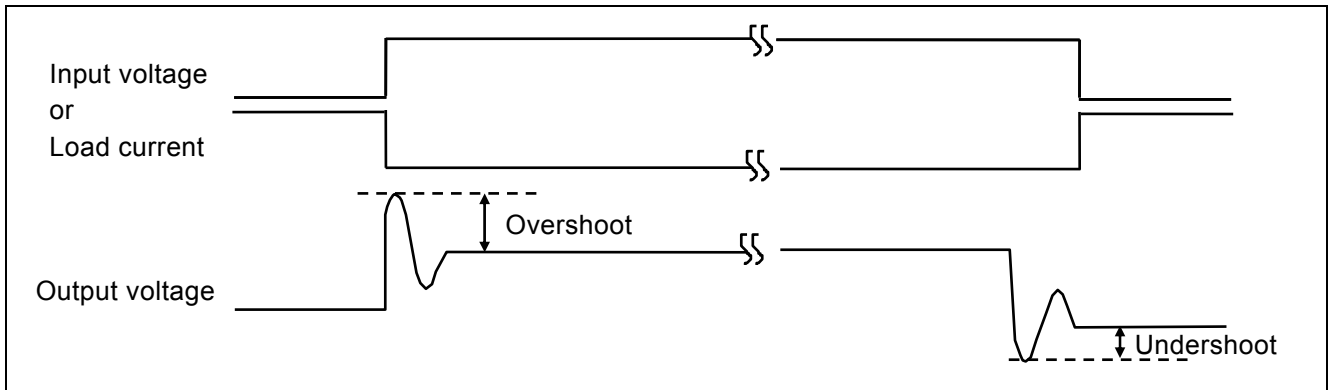 Input voltage
or
Load current
Overshoot
Output voltage
Undershoot